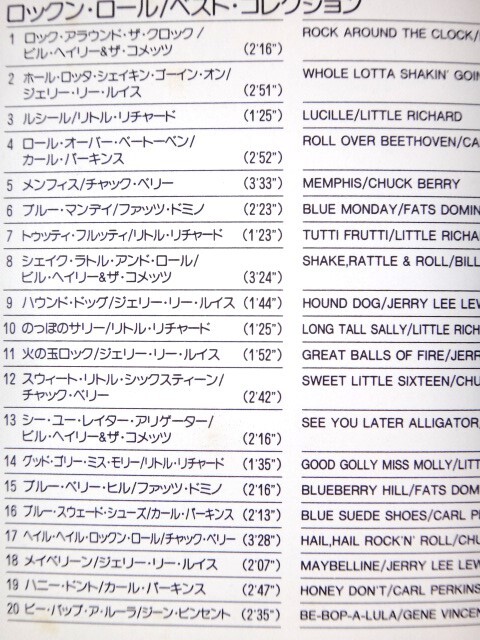 ロックン・ロール/ベスト・コレクション
1 ロック・アラウンド・ザ・クロック/ ROCK AROUND THE CLOCK/
ビル・ヘイリー&ザ・コメッツ (2'16")
2 ホール・ロッタ・シェイキン・ゴーイン・オン/ WHOLE LOTTA SHAKIN' GOIN
ジェリー・リー・ルイス (2'51")
3 ルシール/リトル・リチャード (1'25") LUCILLE/LITTLE RICHARD
4 ロール・オーバー・ベートーベン/ ROLL OVER BEETHOVEN/CA
カール・パーキンス (2'52")
5 メンフィス/チャック・ベリー (3'33") MEMPHIS/CHUCK BERRY
6 ブルー・マンデイ/ファッツ・ドミノ (2'23") BLUE MONDAY/FATS DOMIN
7 トゥッティ・フルッティ/リトル・リチャード (1'23") TUTTI FRUTTI/LITTLE RICHA
8 シェイク・ラトル・アンド・ロール/ SHAKE,RATTLE & ROLL/BILL
ビル・ヘイリー&ザ・コメッツ (3'24")
9 ハウンド・ドッグ/ジェリー・リー・ルイス (1'44") HOUND DOG/JERRY LEE LEW
10 のっぽのサリー/リトル・リチャード (1'25") LONG TALL SALLY/LITTLE RICH
11 火の玉ロック/ジェリー・リー・ルイス (1'52") GREAT BALLS OF FIRE/JERR
12 スウィート・リトル・シックスティーン/ SWEET LITTLE SIXTEEN/CHU
チャック・ベリー (2'42")
13 シー・ユー・レイター・アリゲーター/ SEE YOU LATER ALLIGATOR
ビル・ヘイリー&ザ・コメッツ (2'16")
14 グッド・ゴリー・ミス・モリー/リトル・リチャード (1'35") GOOD GOLLY MISS MOLLY/LITT
15 ブルー・ベリー・ヒル/ファッツ・ドミノ (2'16") BLUEBERRY HILL/FATS DOM
16 ブルー・スウェード・シューズ/カール・パーキンス (2'13") BLUE SUEDE SHOES/CARL P
17 ヘイル・ヘイル・ロックン・ロール/チャック・ベリー (3'28") HAIL,HAIL ROCK'N' ROLL/CHU
18 メイベリーン/ジェリー・リー・ルイス (2'07") MAYBELLINE/JERRY LEE LEW
19 ハニー・ドント/カール・パーキンス (2'47") HONEY DON'T/CARL PERKINS
20 ビー・バップ・ア・ルーラ/ジーン・ビンセント (2'35") BE-BOP-A-LULA/GENE VINCEN